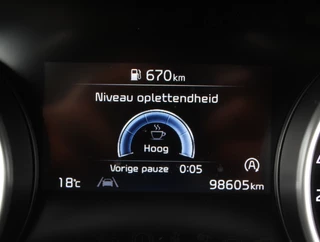 670km
Niveau oplettendheid
Hoog
Vorige pauze 0:05
A
18°C 98605km